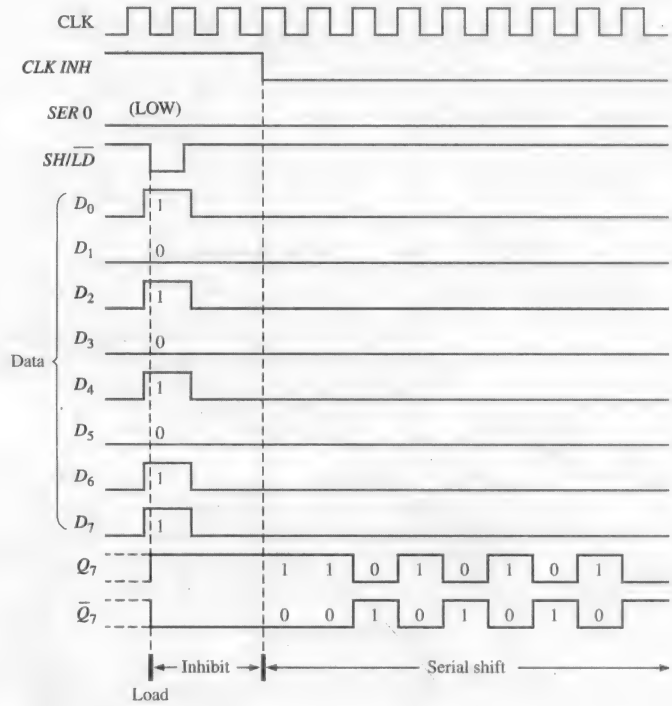 CLK
CLK INH
SER 0 (LOW)
SH/L̅D̅
D₀ 1
D₁ 0
D₂ 1
D₃ 0
Data
D₄ 1
D₅ 0
D₆ 1
D₇ 1
Q₇ 1 1 0 1 0 1 0 1
Q̅₇ 0 0 1 0 1 0 1 0
Inhibit Serial shift
Load